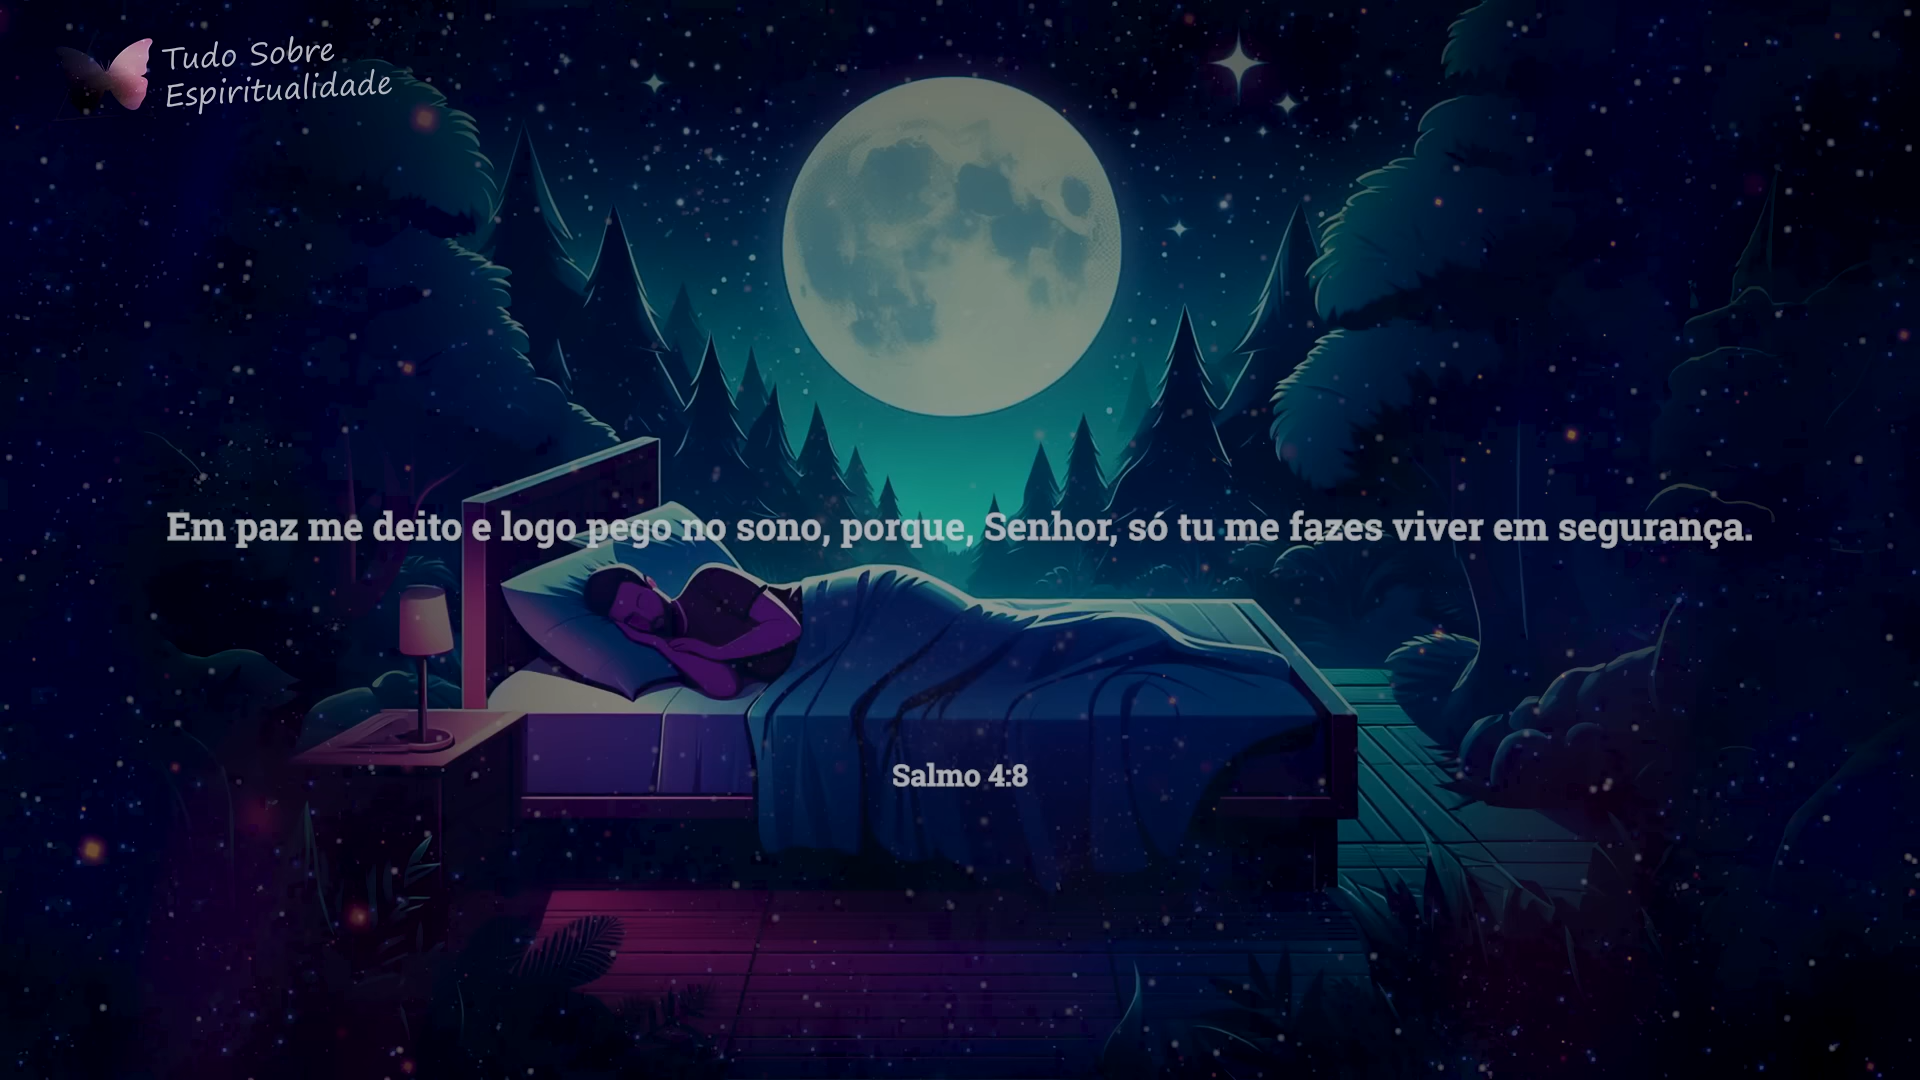 Tudo Sobre
Espiritualidade
Em paz me deito e logo pego no sono, porque, Senhor, só tu me fazes viver em segurança.
Salmo 4:8